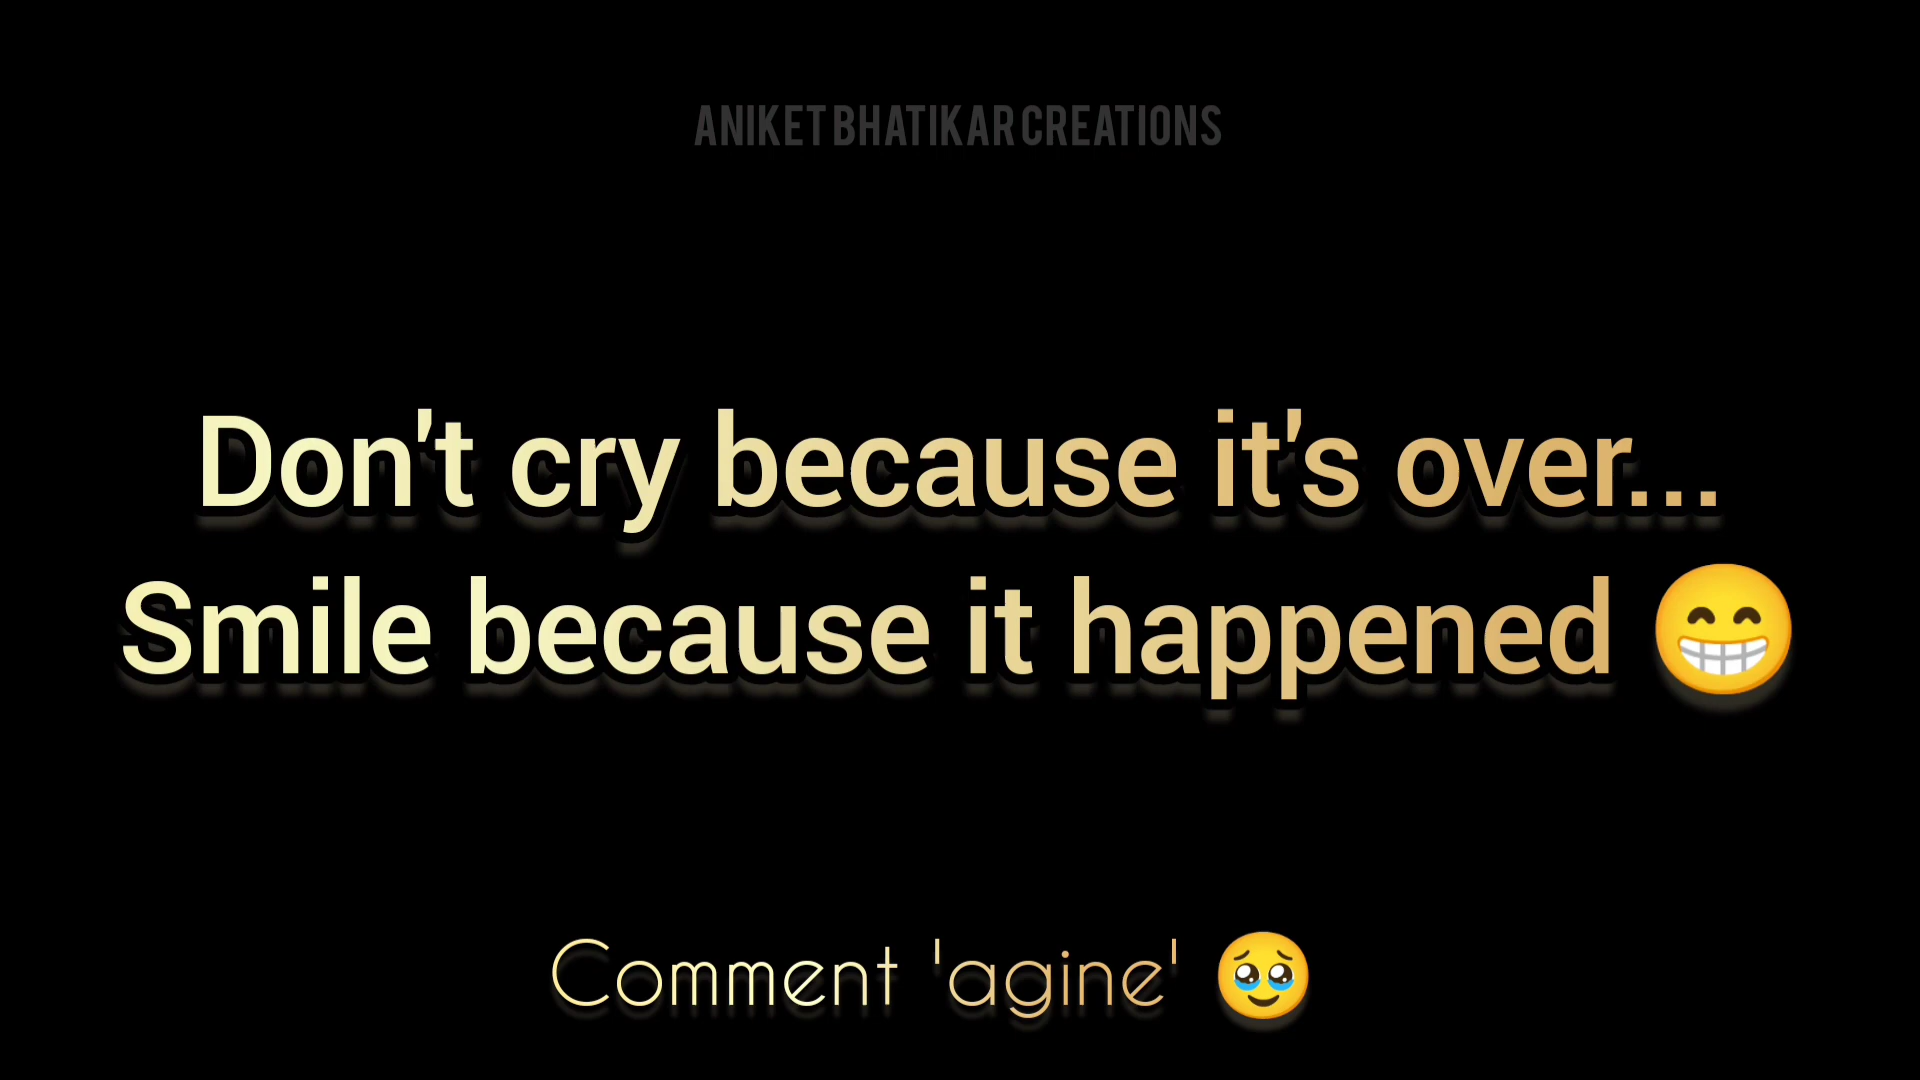 ANIKET BHATIKAR CREATIONS
Don't cry because it's over...
Smile because it happened 😁
Comment 'agine' 🥹